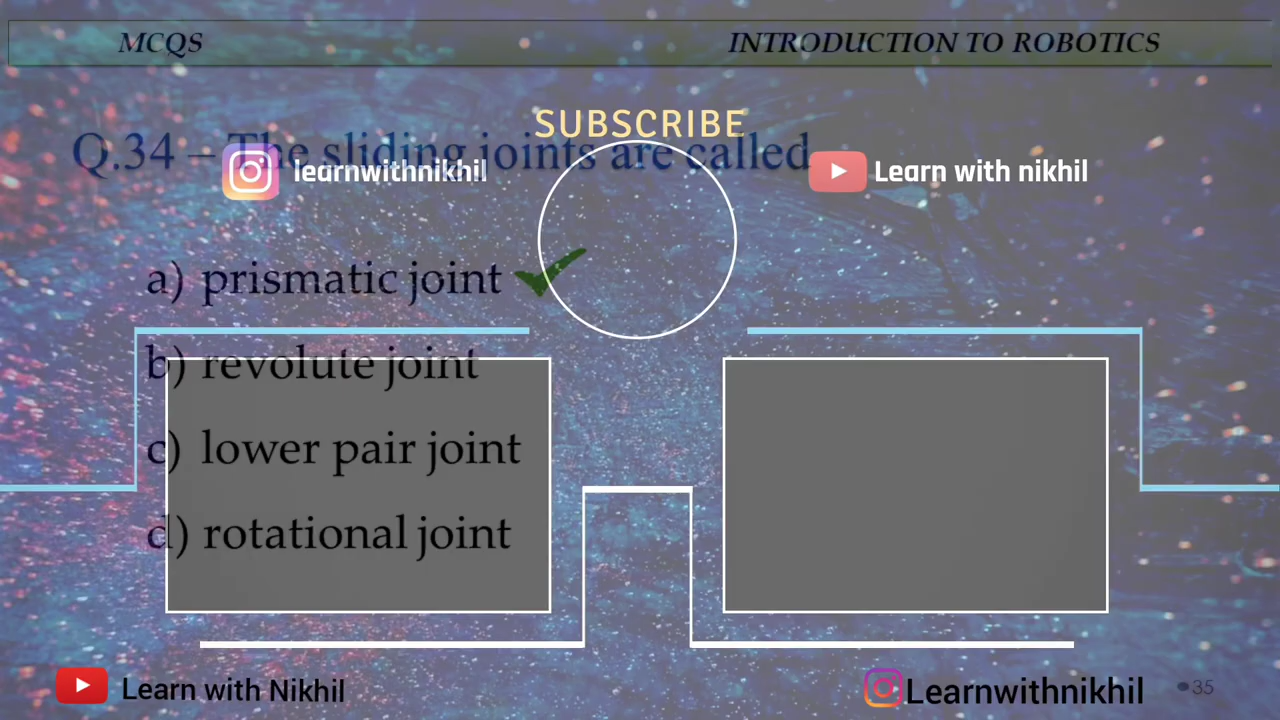 MCQS
INTRODUCTION TO ROBOTICS
SUBSCRIBE
Q.34 – The sliding joints are called
learnwithnikhil
Learn with nikhil
a) prismatic joint
b) revolute joint
c) lower pair joint
d) rotational joint
Learn with Nikhil
Learnwithnikhil
35